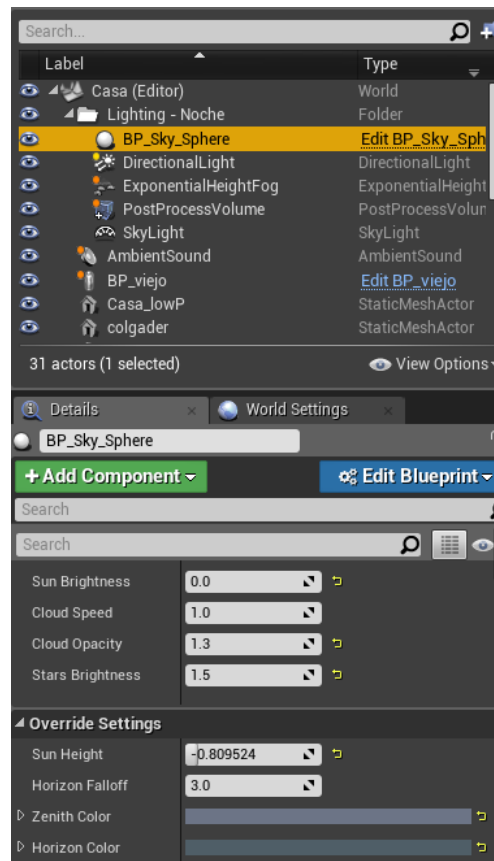 Search...
Label Type
Casa (Editor) World
Lighting - Noche Folder
BP_Sky_Sphere Edit BP_Sky_Sph
DirectionalLight DirectionalLight
ExponentialHeightFog ExponentialHeight
PostProcessVolume PostProcessVolun
SkyLight SkyLight
AmbientSound AmbientSound
BP_viejo Edit BP_viejo
Casa_lowP StaticMeshActor
colgader StaticMeshActor
31 actors (1 selected) View Options
Details World Settings
BP_Sky_Sphere
+ Add Component Edit Blueprint
Search
Search
Sun Brightness 0.0
Cloud Speed 1.0
Cloud Opacity 1.3
Stars Brightness 1.5
Override Settings
Sun Height -0.809524
Horizon Falloff 3.0
Zenith Color
Horizon Color